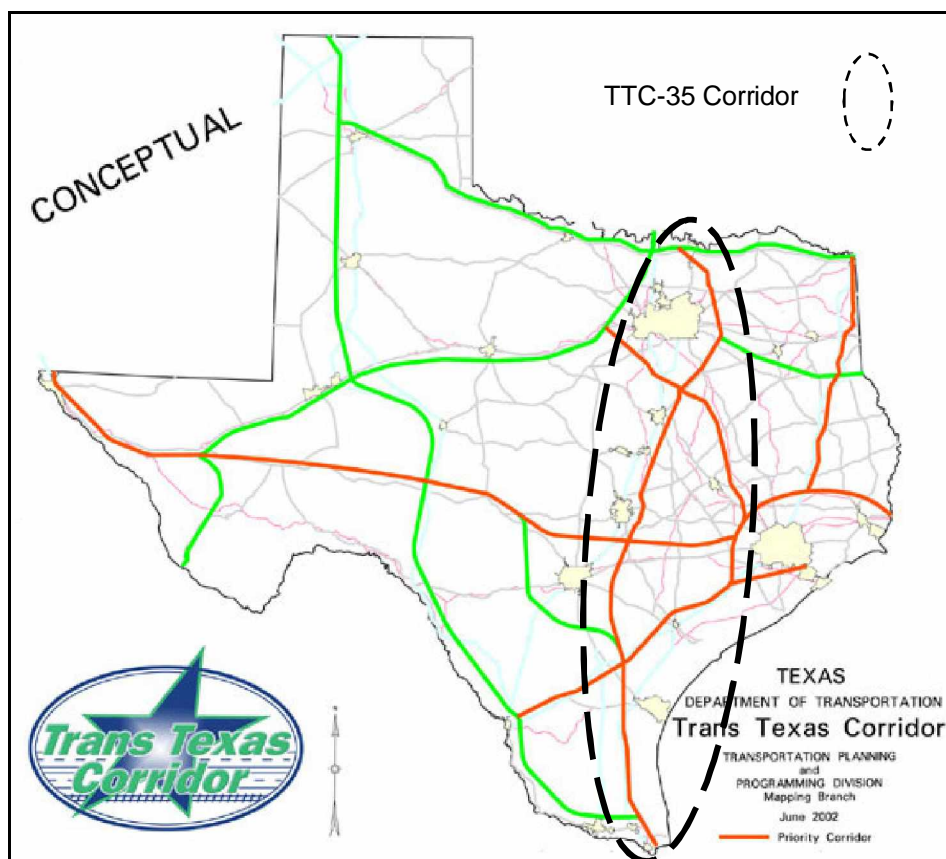 CONCEPTUAL
TTC-35 Corridor
Trans Texas
Corridor
TEXAS
DEPARTMENT OF TRANSPORTATION
Trans Texas Corridor
TRANSPORTATION PLANNING
and
PROGRAMMING DIVISION
Mapping Branch
June 2002
Priority Corridor